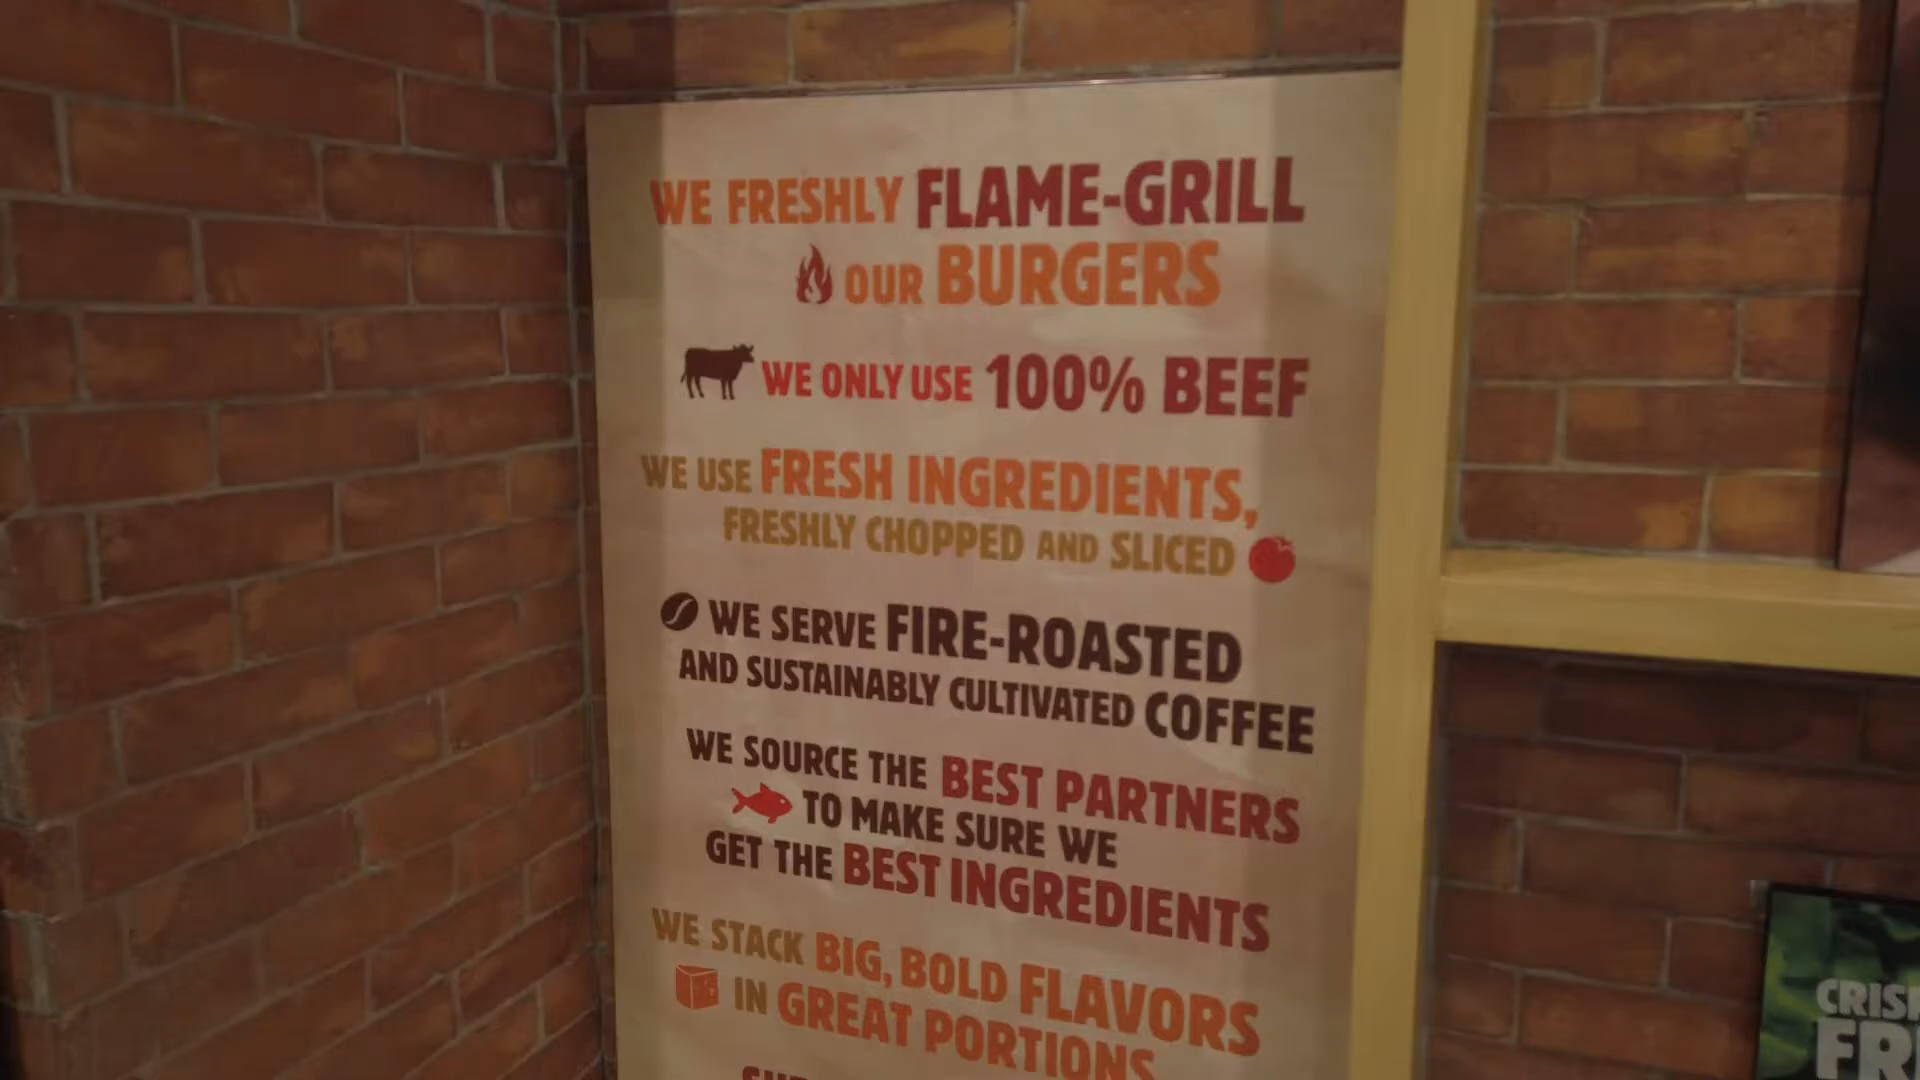 WE FRESHLY FLAME-GRILL
OUR BURGERS
WE ONLY USE 100% BEEF
WE USE FRESH INGREDIENTS,
FRESHLY CHOPPED AND SLICED
WE SERVE FIRE-ROASTED
AND SUSTAINABLY CULTIVATED COFFEE
WE SOURCE THE BEST PARTNERS
TO MAKE SURE WE
GET THE BEST INGREDIENTS
WE STACK BIG, BOLD FLAVORS
IN GREAT PORTIONS